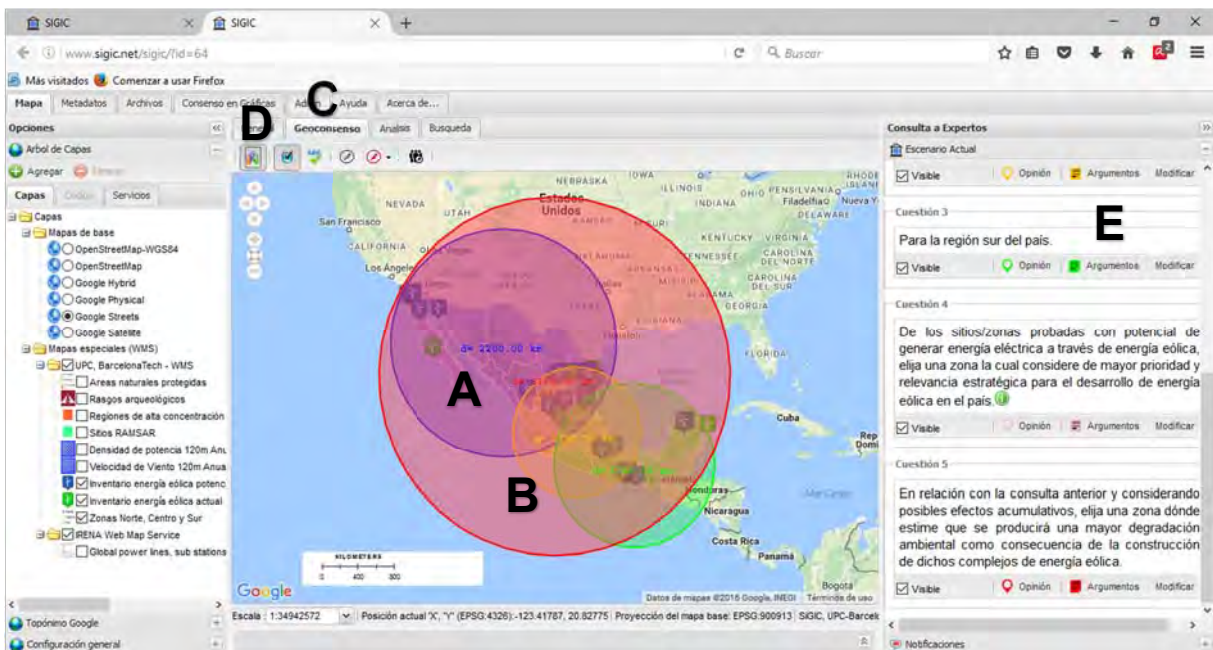 SIGIC
SIGIC
www.sigic.net/sigic/?id=64
Buscar
2
Más visitados Comenzar a usar Firefox
Mapa Metadatos Archivos Consenso en Gráficas Ayuda Acerca de...
D
C
Opciones
Geoconsenso Analisis Busqueda
Consulta a Expertos
Arbol de Capas
Escenario Actual
Agregar
Visible Opinión Argumentos Modificar
Capas Servicios
Cuestión 3
E
Para la región sur del país.
Visible Opinión Argumentos Modificar
Capas
Mapas de base
OpenStreetMap-WGS84
OpenStreetMap
Google Hybrid
Google Physical
Google Streets
Google Satelite
Mapas especiales (WMS)
UPC, BarcelonaTech - WMS
Areas naturales protegidas
Rasgos arqueológicos
Regiones de alta concentración
Sitios RAMSAR
Densidad de potencia 120m Anu
Velocidad de Viento 120m Anua
Inventario energía eólica potenc
Inventario energía eólica actual
Zonas Norte, Centro y Sur
IRENA Web Map Service
Global power lines, sub stations
Topónimo Google
Configuración general
NEBRASKA
IOWA
ILLINOIS
INDIANA
OHIO
PENSILVANIA
RHODE
ISLAND
NEVADA
UTAH
Estados
Unidos
Filadelfia
Nueva Y
DELAWARE
San Francisco
CALIFORNIA
KENTUCKY
VIRGINIA
CAROLINA
DEL NORTE
Los Ángeles
CAROLINA
DEL SUR
GEORGIA
d= 2200.00 km
FLORIDA
A
B
Cuba
Honduras
Nicaragua
Costa Rica
Panamá
Bogotá
KILOMETERS
0 400 800
Google
Datos de mapas ©2016 Google, INEGI Términos de uso
Escala : 1:34942572 Posición actual 'X', 'Y' (EPSG:4326):-123.41787, 20.82775 Proyección del mapa base: EPSG:900913 SIGIC, UPC-Barcel
Cuestión 4
De los sitios/zonas probadas con potencial de
generar energía eléctrica a través de energía eólica,
elija una zona la cual considere de mayor prioridad y
relevancia estratégica para el desarrollo de energía
eólica en el país.
Visible Opinión Argumentos Modificar
Cuestión 5
En relación con la consulta anterior y considerando
posibles efectos acumulativos, elija una zona dónde
estime que se producirá una mayor degradación
ambiental como consecuencia de la construcción
de dichos complejos de energía eólica.
Visible Opinión Argumentos Modificar
Notificaciones